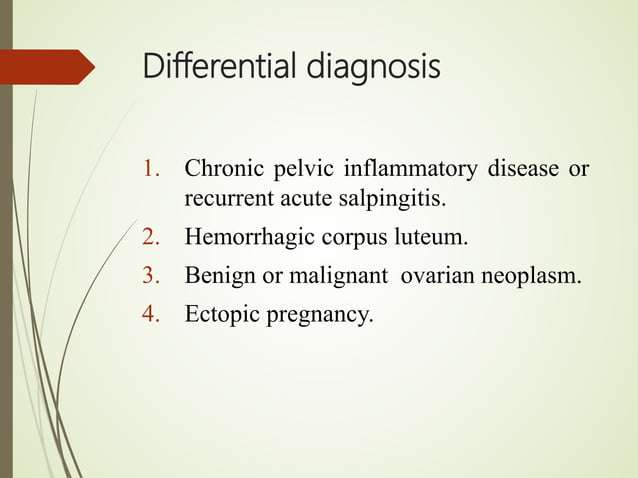 Differential diagnosis
1. Chronic pelvic inflammatory disease or
recurrent acute salpingitis.
2. Hemorrhagic corpus luteum.
3. Benign or malignant ovarian neoplasm.
4. Ectopic pregnancy.